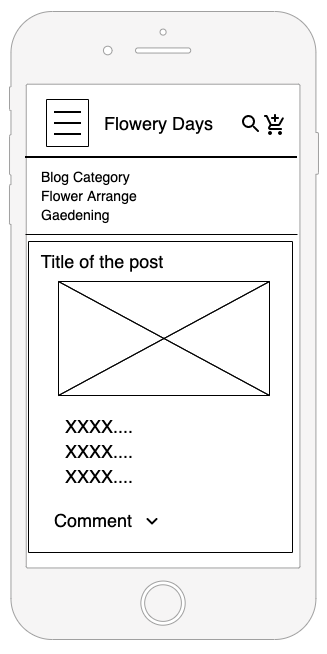 Flowery Days
Blog Category
Flower Arrange
Gaedening
Title of the post
XXXX....
XXXX....
XXXX....
Comment